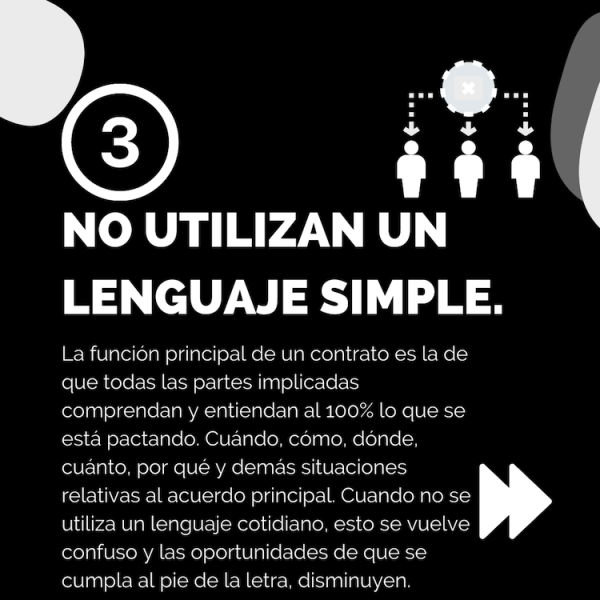 3
NO UTILIZAN UN
LENGUAJE SIMPLE.
La función principal de un contrato es la de
que todas las partes implicadas
comprendan y entiendan al 100% lo que se
está pactando. Cuándo, cómo, dónde,
cuánto, por qué y demás situaciones
relativas al acuerdo principal. Cuando no se
utiliza un lenguaje cotidiano, esto se vuelve
confuso y las oportunidades de que se
cumpla al pie de la letra, disminuyen.